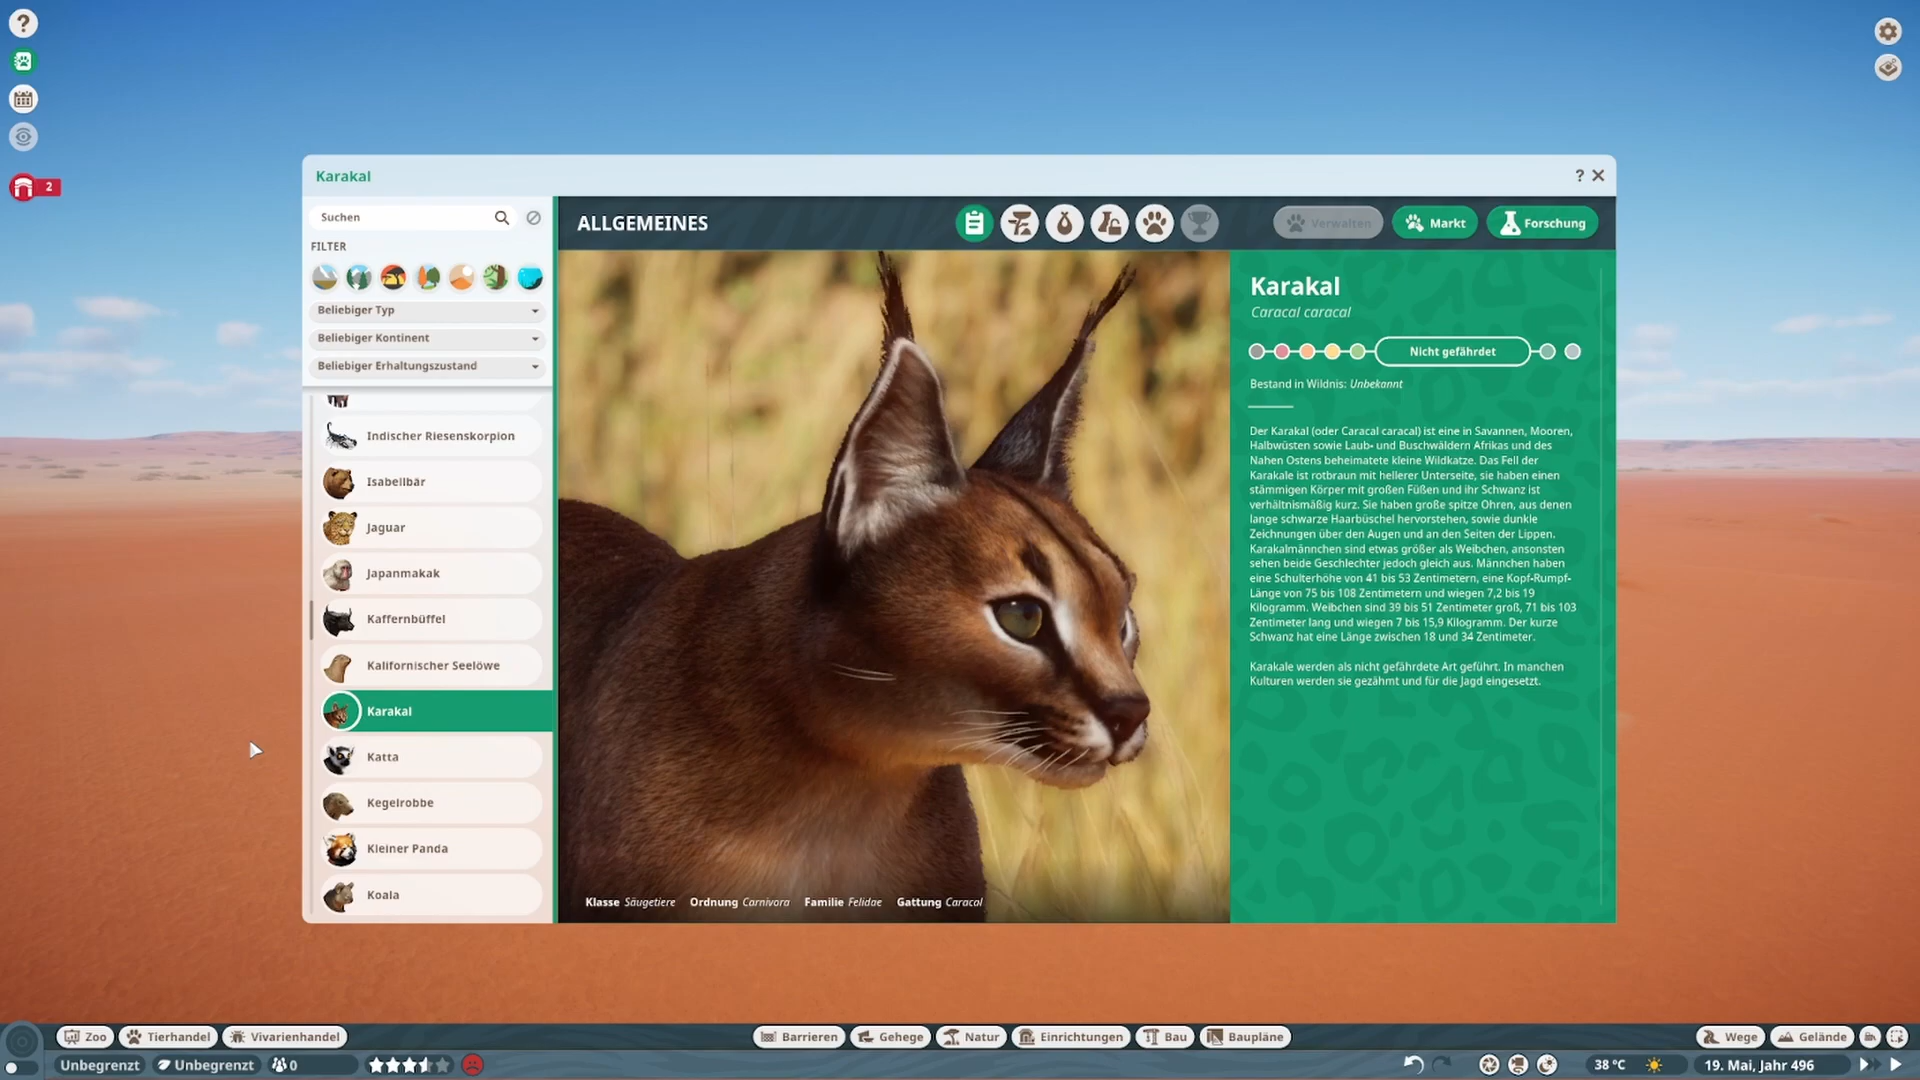 ?
2
Karakal
?
Suchen
ALLGEMEINES
Verwalten
Markt
Forschung
FILTER
Beliebiger Typ
Beliebiger Kontinent
Beliebiger Erhaltungszustand
Indischer Riesenskorpion
Isabellbär
Jaguar
Japanmakak
Kaffernbüffel
Kalifornischer Seelöwe
Karakal
Katta
Kegelrobbe
Kleiner Panda
Koala
Klasse Säugetiere Ordnung Carnivora Familie Felidae Gattung Caracal
Karakal
Caracal caracal
Nicht gefährdet
Bestand in Wildnis: Unbekannt
Der Karakal (oder Caracal caracal) ist eine in Savannen, Mooren,
Halbwüsten sowie Laub- und Buschwäldern Afrikas und des
Nahen Ostens beheimatete kleine Wildkatze. Das Fell der
Karakale ist rotbraun mit hellerer Unterseite, sie haben einen
stämmigen Körper mit großen Füßen und ihr Schwanz ist
verhältnismäßig kurz. Sie haben große spitze Ohren, aus denen
lange schwarze Haarbüschel hervorstehen, sowie dunkle
Zeichnungen über den Augen und an den Seiten der Lippen.
Karakalmännchen sind etwas größer als Weibchen, ansonsten
sehen beide Geschlechter jedoch gleich aus. Männchen haben
eine Schulterhöhe von 41 bis 53 Zentimetern, eine Kopf-Rumpf-
Länge von 75 bis 108 Zentimetern und wiegen 7,2 bis 19
Kilogramm. Weibchen sind 39 bis 51 Zentimeter groß, 71 bis 103
Zentimeter lang und wiegen 7 bis 15,9 Kilogramm. Der kurze
Schwanz hat eine Länge zwischen 18 und 34 Zentimeter.
Karakale werden als nicht gefährdete Art geführt. In manchen
Kulturen werden sie gezähmt und für die Jagd eingesetzt.
Zoo
Tierhandel
Vivarienhandel
Barrieren
Gehege
Natur
Einrichtungen
Bau
Baupläne
Wege
Gelände
Unbegrenzt
Unbegrenzt
0
38 °C
19. Mai, Jahr 496